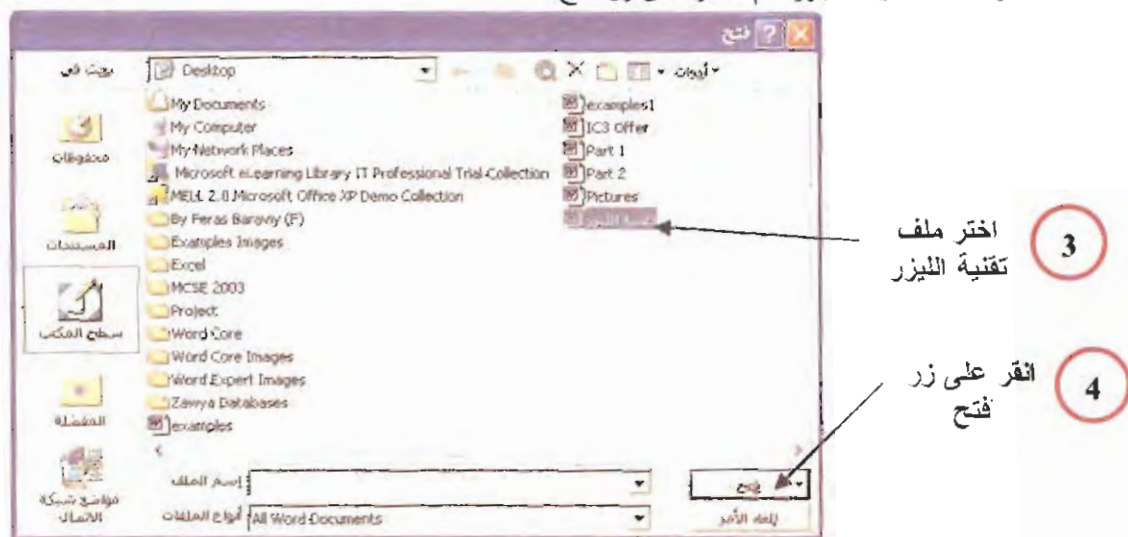 فتح
بحث في
Desktop
أدوات
محفوظات
المستندات
سطح المكتب
المفضلة
مواضع شبكة
الاتصال
My Documents
My Computer
My Network Places
Microsoft eLearning Library IT Professional Trial Collection
MELL 2.0 Microsoft Office XP Demo Collection
By Feras Barawy (F)
Examples Images
Excel
MCSE 2003
Project
Word Core
Word Core Images
Word Expert Images
Zawya Databases
examples
examples1
IC3 Offer
Part 1
Part 2
Pictures
إسم الملف
فتح
أنواع الملفات
All Word Documents
إلغاء الأمر
3
اختر ملف
تقنية الليزر
4
انقر على زر
فتح